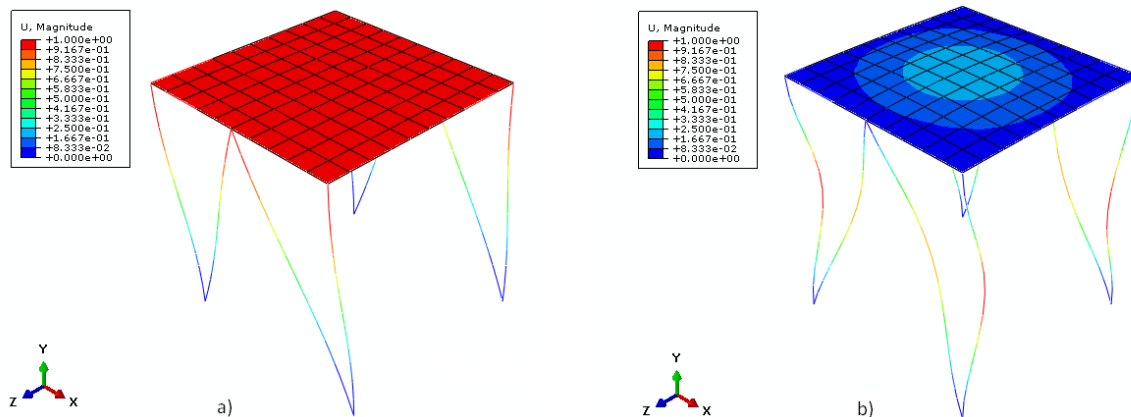 U, Magnitude
+1.000e+00
+9.167e-01
+8.333e-01
+7.500e-01
+6.667e-01
+5.833e-01
+5.000e-01
+4.167e-01
+3.333e-01
+2.500e-01
+1.667e-01
+8.333e-02
+0.000e+00
Y
Z
X
a)
U, Magnitude
+1.000e+00
+9.167e-01
+8.333e-01
+7.500e-01
+6.667e-01
+5.833e-01
+5.000e-01
+4.167e-01
+3.333e-01
+2.500e-01
+1.667e-01
+8.333e-02
+0.000e+00
Y
Z
X
b)